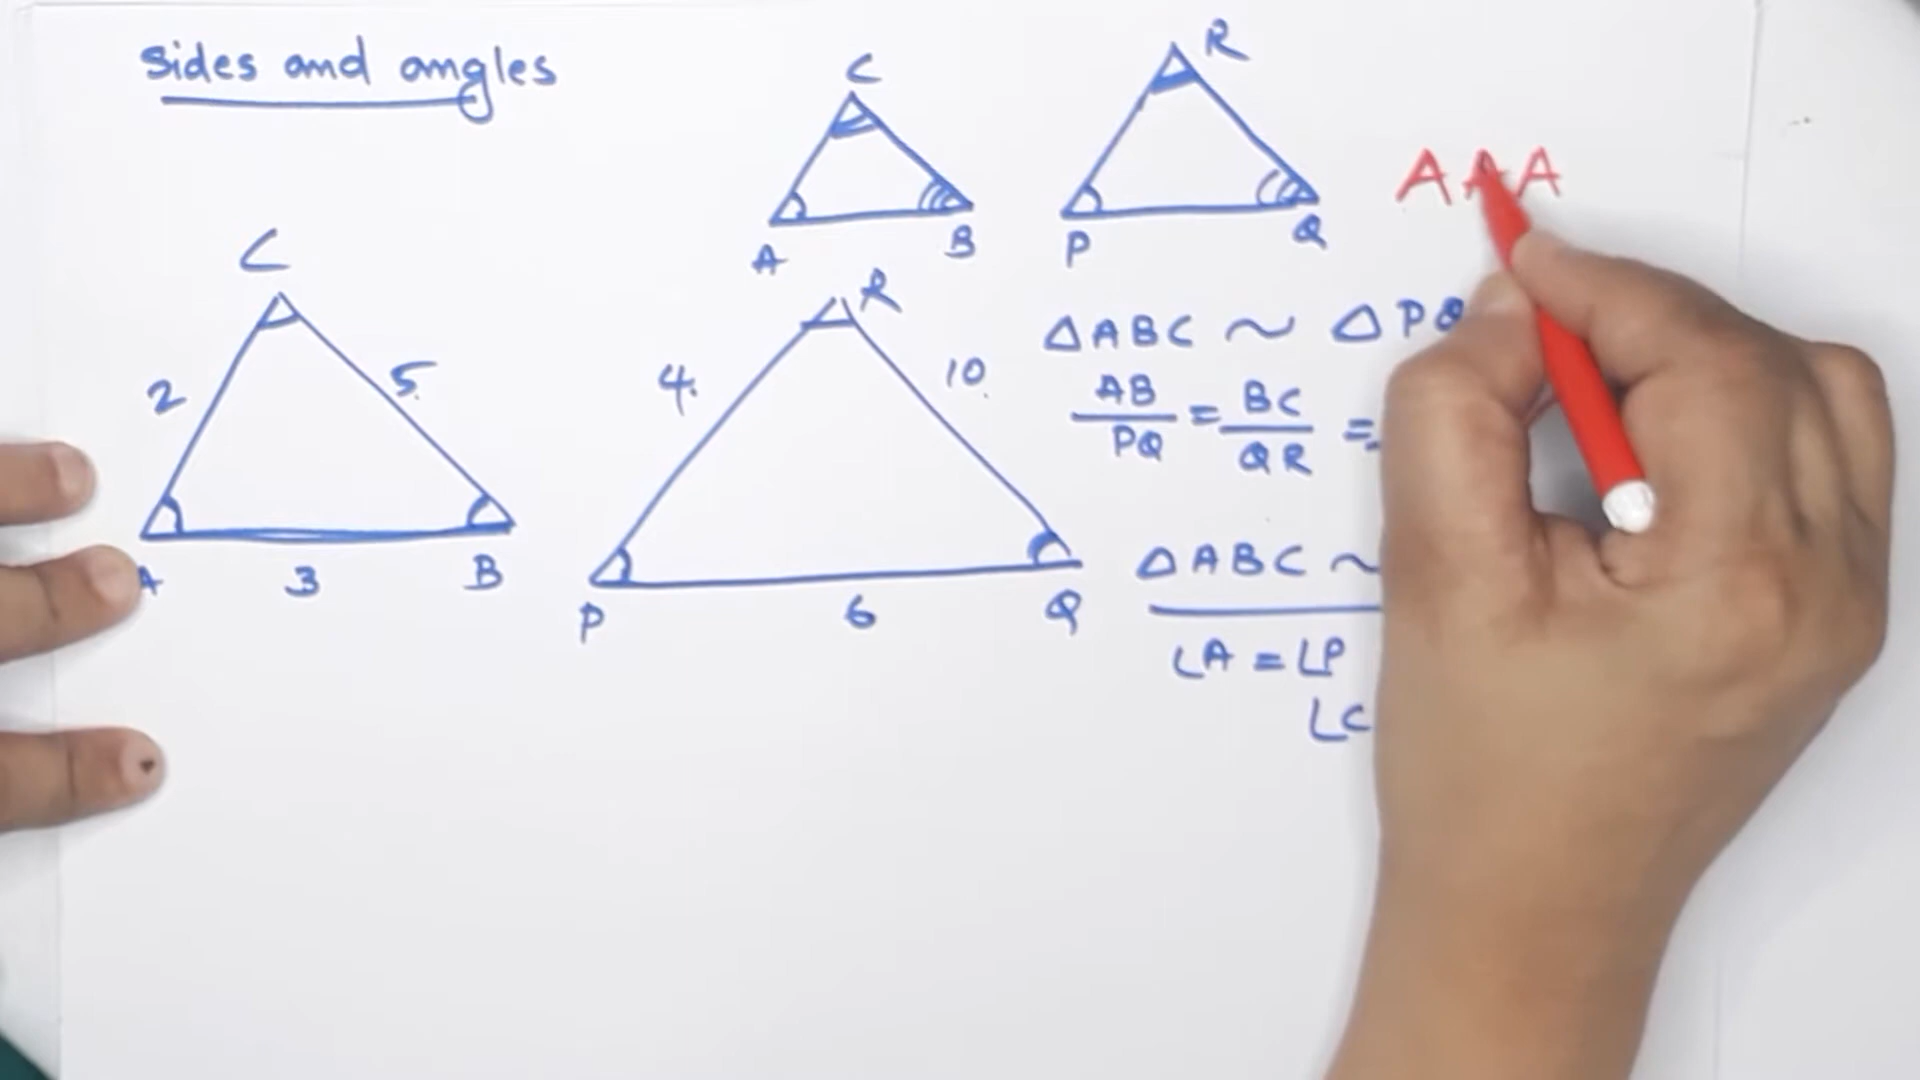 sides and angles
C
A
B
R
P
Q
AAA
C
2
5
A
3
B
R
4
10
P
6
Q
△ABC ~ △PQ
AB/PQ = BC/QR =
△ABC ~
∠A = ∠P
∠C